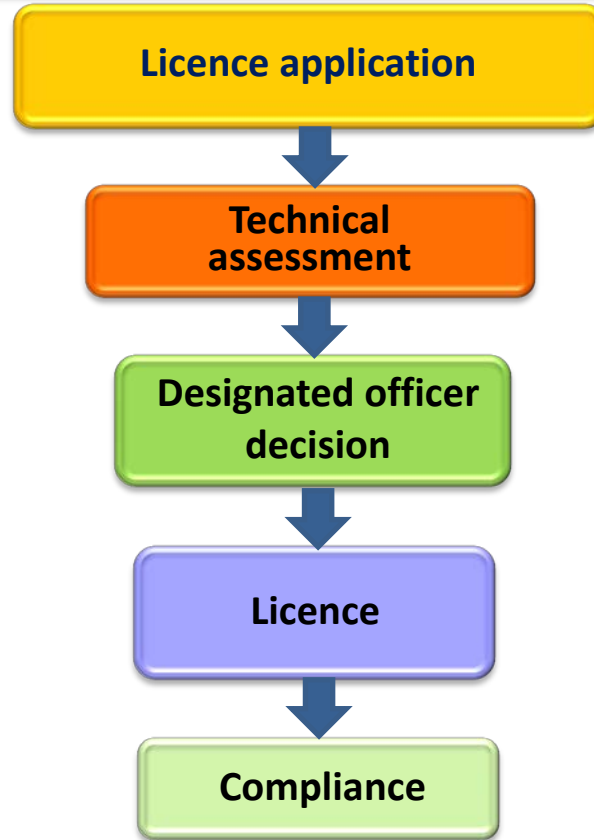 Licence application
Technical
assessment
Designated officer
decision
Licence
Compliance